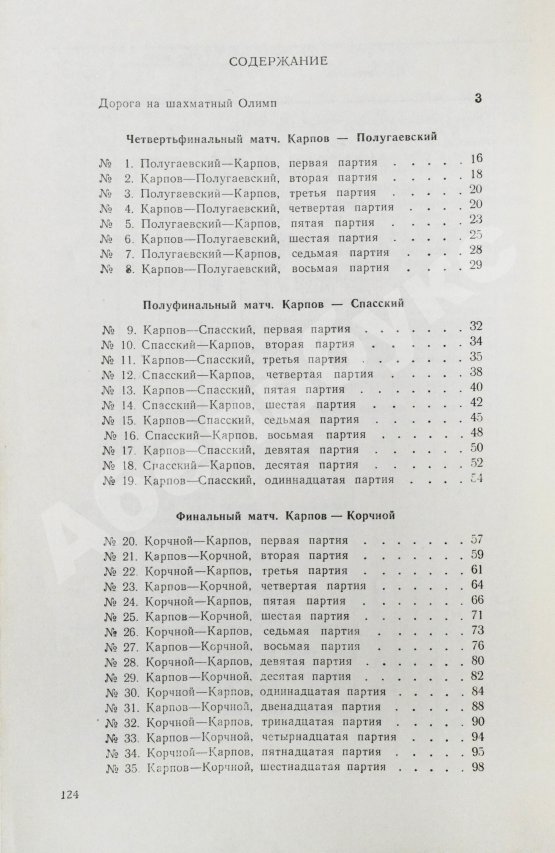 СОДЕРЖАНИЕ
Дорога на шахматный Олимп 3
Четвертьфинальный матч. Карпов — Полугаевский
№ 1. Полугаевский—Карпов, первая партия . . . . . 16
№ 2. Карпов—Полугаевский, вторая партия . . . . . 18
№ 3. Полугаевский—Карпов, третья партия . . . . . 20
№ 4. Карпов—Полугаевский, четвертая партия . . . . 20
№ 5. Полугаевский—Карпов, пятая партия . . . . . 23
№ 6. Карпов—Полугаевский, шестая партия . . . . . 25
№ 7. Полугаевский—Карпов, седьмая партия . . . . 28
№ 8. Карпов—Полугаевский, восьмая партия . . . . 29
Полуфинальный матч. Карпов — Спасский
№ 9. Карпов—Спасский, первая партия . . . . . . . 32
№ 10. Спасский—Карпов, вторая партия . . . . . . . 34
№ 11. Карпов—Спасский, третья партия . . . . . . . 35
№ 12. Спасский—Карпов, четвертая партия . . . . . . 38
№ 13. Карпов—Спасский, пятая партия . . . . . . . 40
№ 14. Спасский—Карпов, шестая партия . . . . . . 42
№ 15. Карпов—Спасский, седьмая партия . . . . . . 45
№ 16. Спасский—Карпов, восьмая партия . . . . . . 48
№ 17. Карпов—Спасский, девятая партия . . . . . . 50
№ 18. Спасский—Карпов, десятая партия . . . . . . 52
№ 19. Карпов—Спасский, одиннадцатая партия . . . . . 54
Финальный матч. Карпов — Корчной
№ 20. Корчной—Карпов, первая партия . . . . . . . 57
№ 21. Карпов—Корчной, вторая партия . . . . . . . 59
№ 22. Корчной—Карпов, третья партия . . . . . . . 61
№ 23. Карпов—Корчной, четвертая партия . . . . . . 64
№ 24. Корчной—Карпов, пятая партия . . . . . . . 66
№ 25. Карпов—Корчной, шестая партия . . . . . . . 71
№ 26. Корчной—Карпов, седьмая партия . . . . . . 73
№ 27. Карпов—Корчной, восьмая партия . . . . . . 76
№ 28. Корчной—Карпов, девятая партия . . . . . . 80
№ 29. Карпов—Корчной, десятая партия . . . . . . 82
№ 30. Корчной—Карпов, одиннадцатая партия . . . . . 84
№ 31. Карпов—Корчной, двенадцатая партия . . . . . 88
№ 32. Корчной—Карпов, тринадцатая партия . . . . . 90
№ 33. Карпов—Корчной, четырнадцатая партия . . . . 94
№ 34. Корчной—Карпов, пятнадцатая партия . . . . . 95
№ 35. Карпов—Корчной, шестнадцатая партия . . . . . 98
124